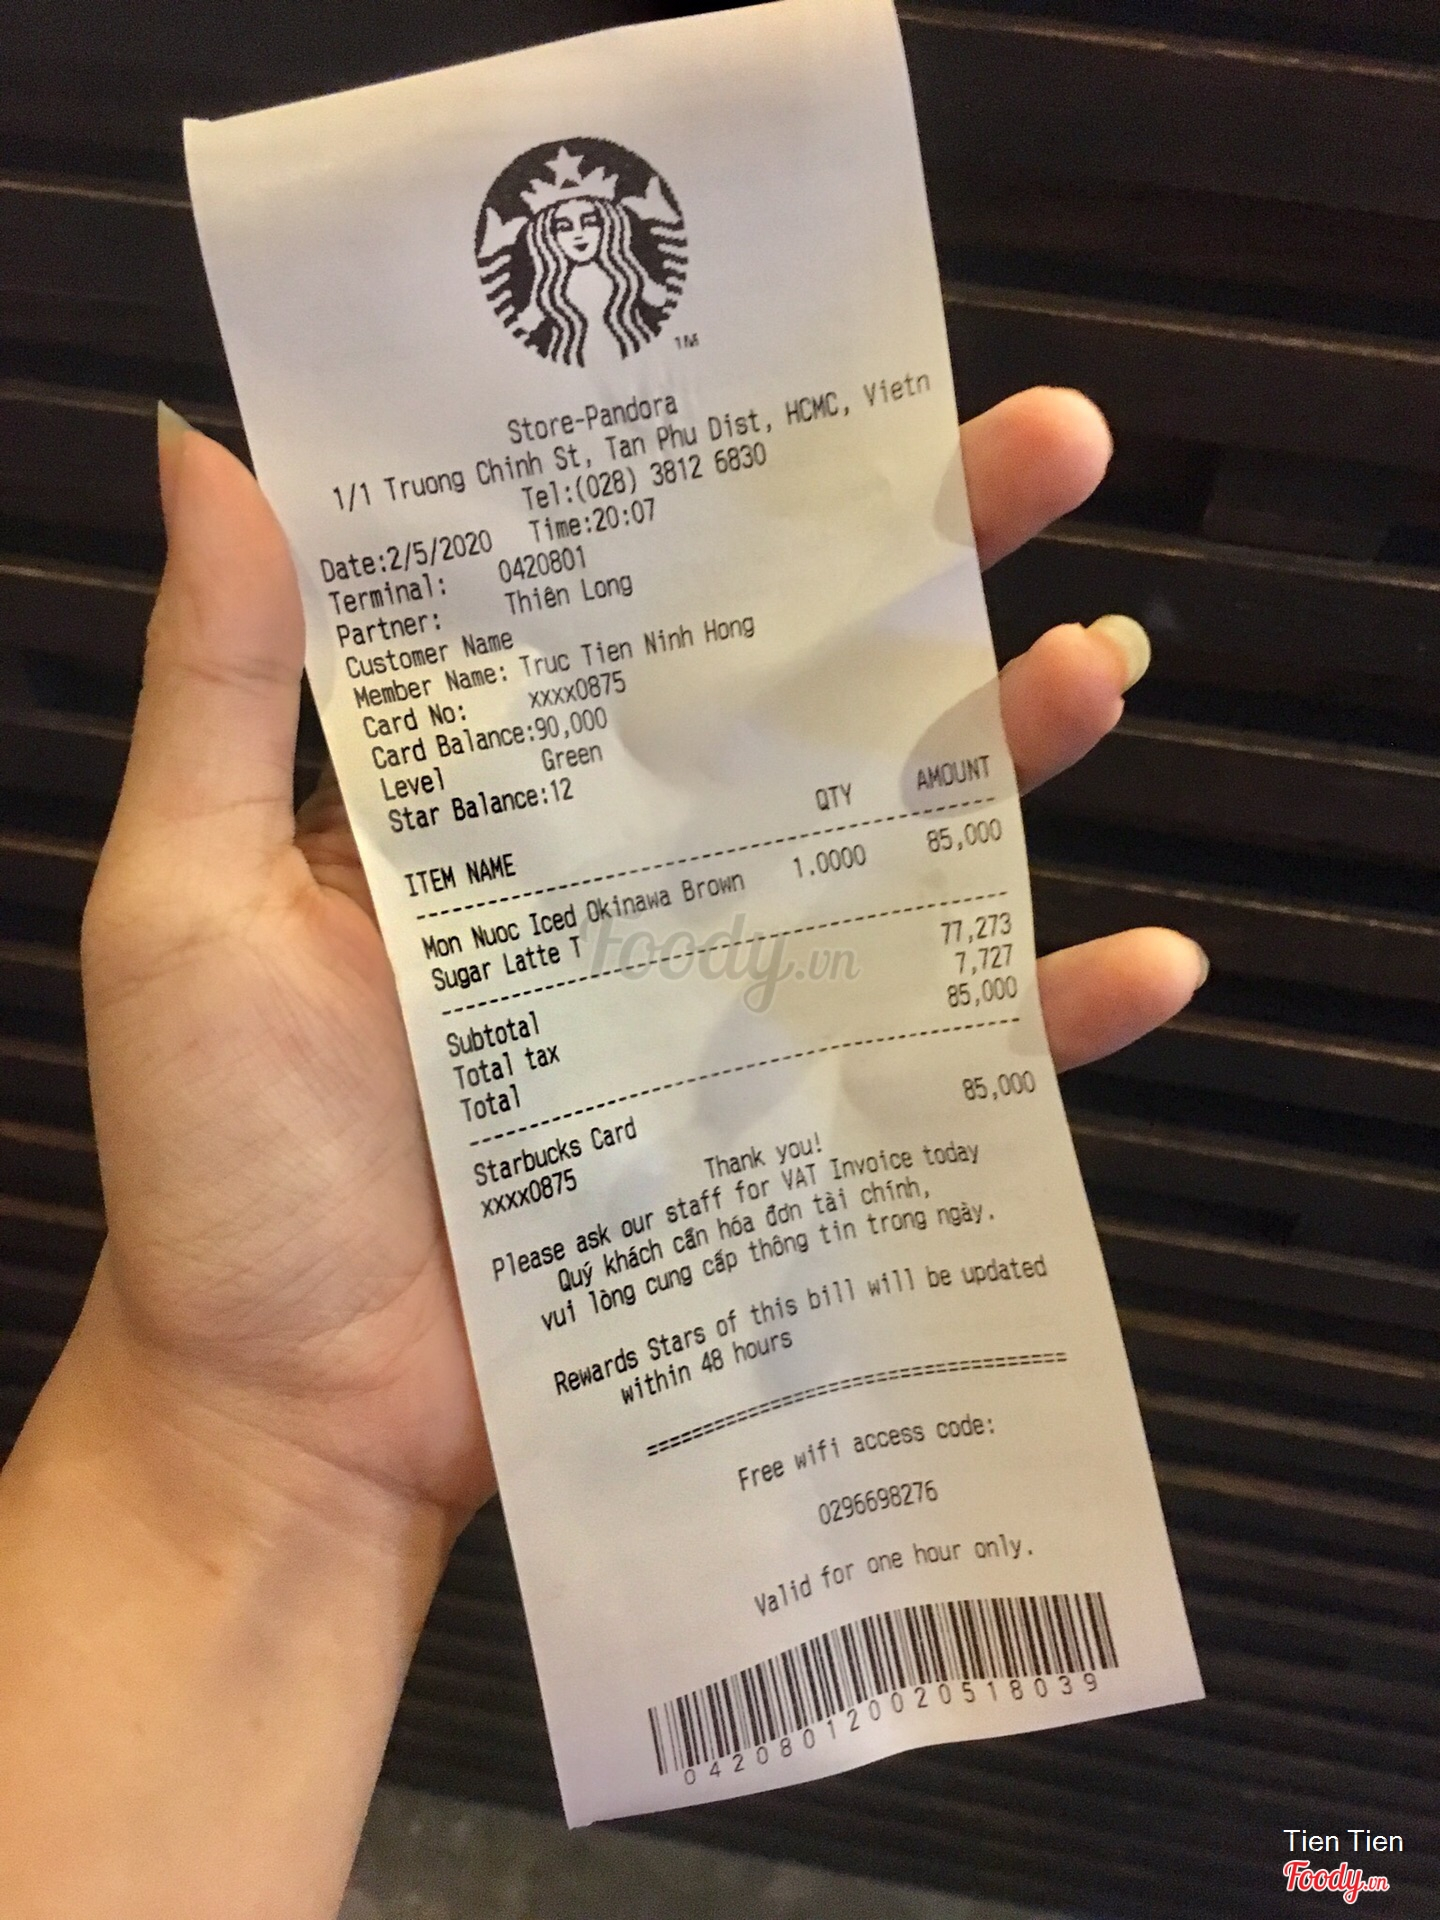 TM
Store-Pandora
1/1 Truong Chinh St, Tan Phu Dist, HCMC, Vietn
Tel:(028) 3812 6830
Date:2/5/2020 Time:20:07
Terminal: 0420801
Partner: Thiên Long
Customer Name
Member Name: Truc Tien Ninh Hong
Card No: xxxx0875
Card Balance:90,000
Level Green
Star Balance:12
ITEM NAME QTY AMOUNT
Mon Nuoc Iced Okinawa Brown 1.0000 85,000
Sugar Latte T
Subtotal 77,273
Total tax 7,727
Total 85,000
Starbucks Card 85,000
xxxx0875
Thank you!
Please ask our staff for VAT Invoice today
Quý khách cần hóa đơn tài chính,
vui lòng cung cấp thông tin trong ngày.
Rewards Stars of this bill will be updated
within 48 hours
Free wifi access code:
0296698276
Valid for one hour only.
04208012002051803​9
Foody.vn
Tien Tien
Foody.vn